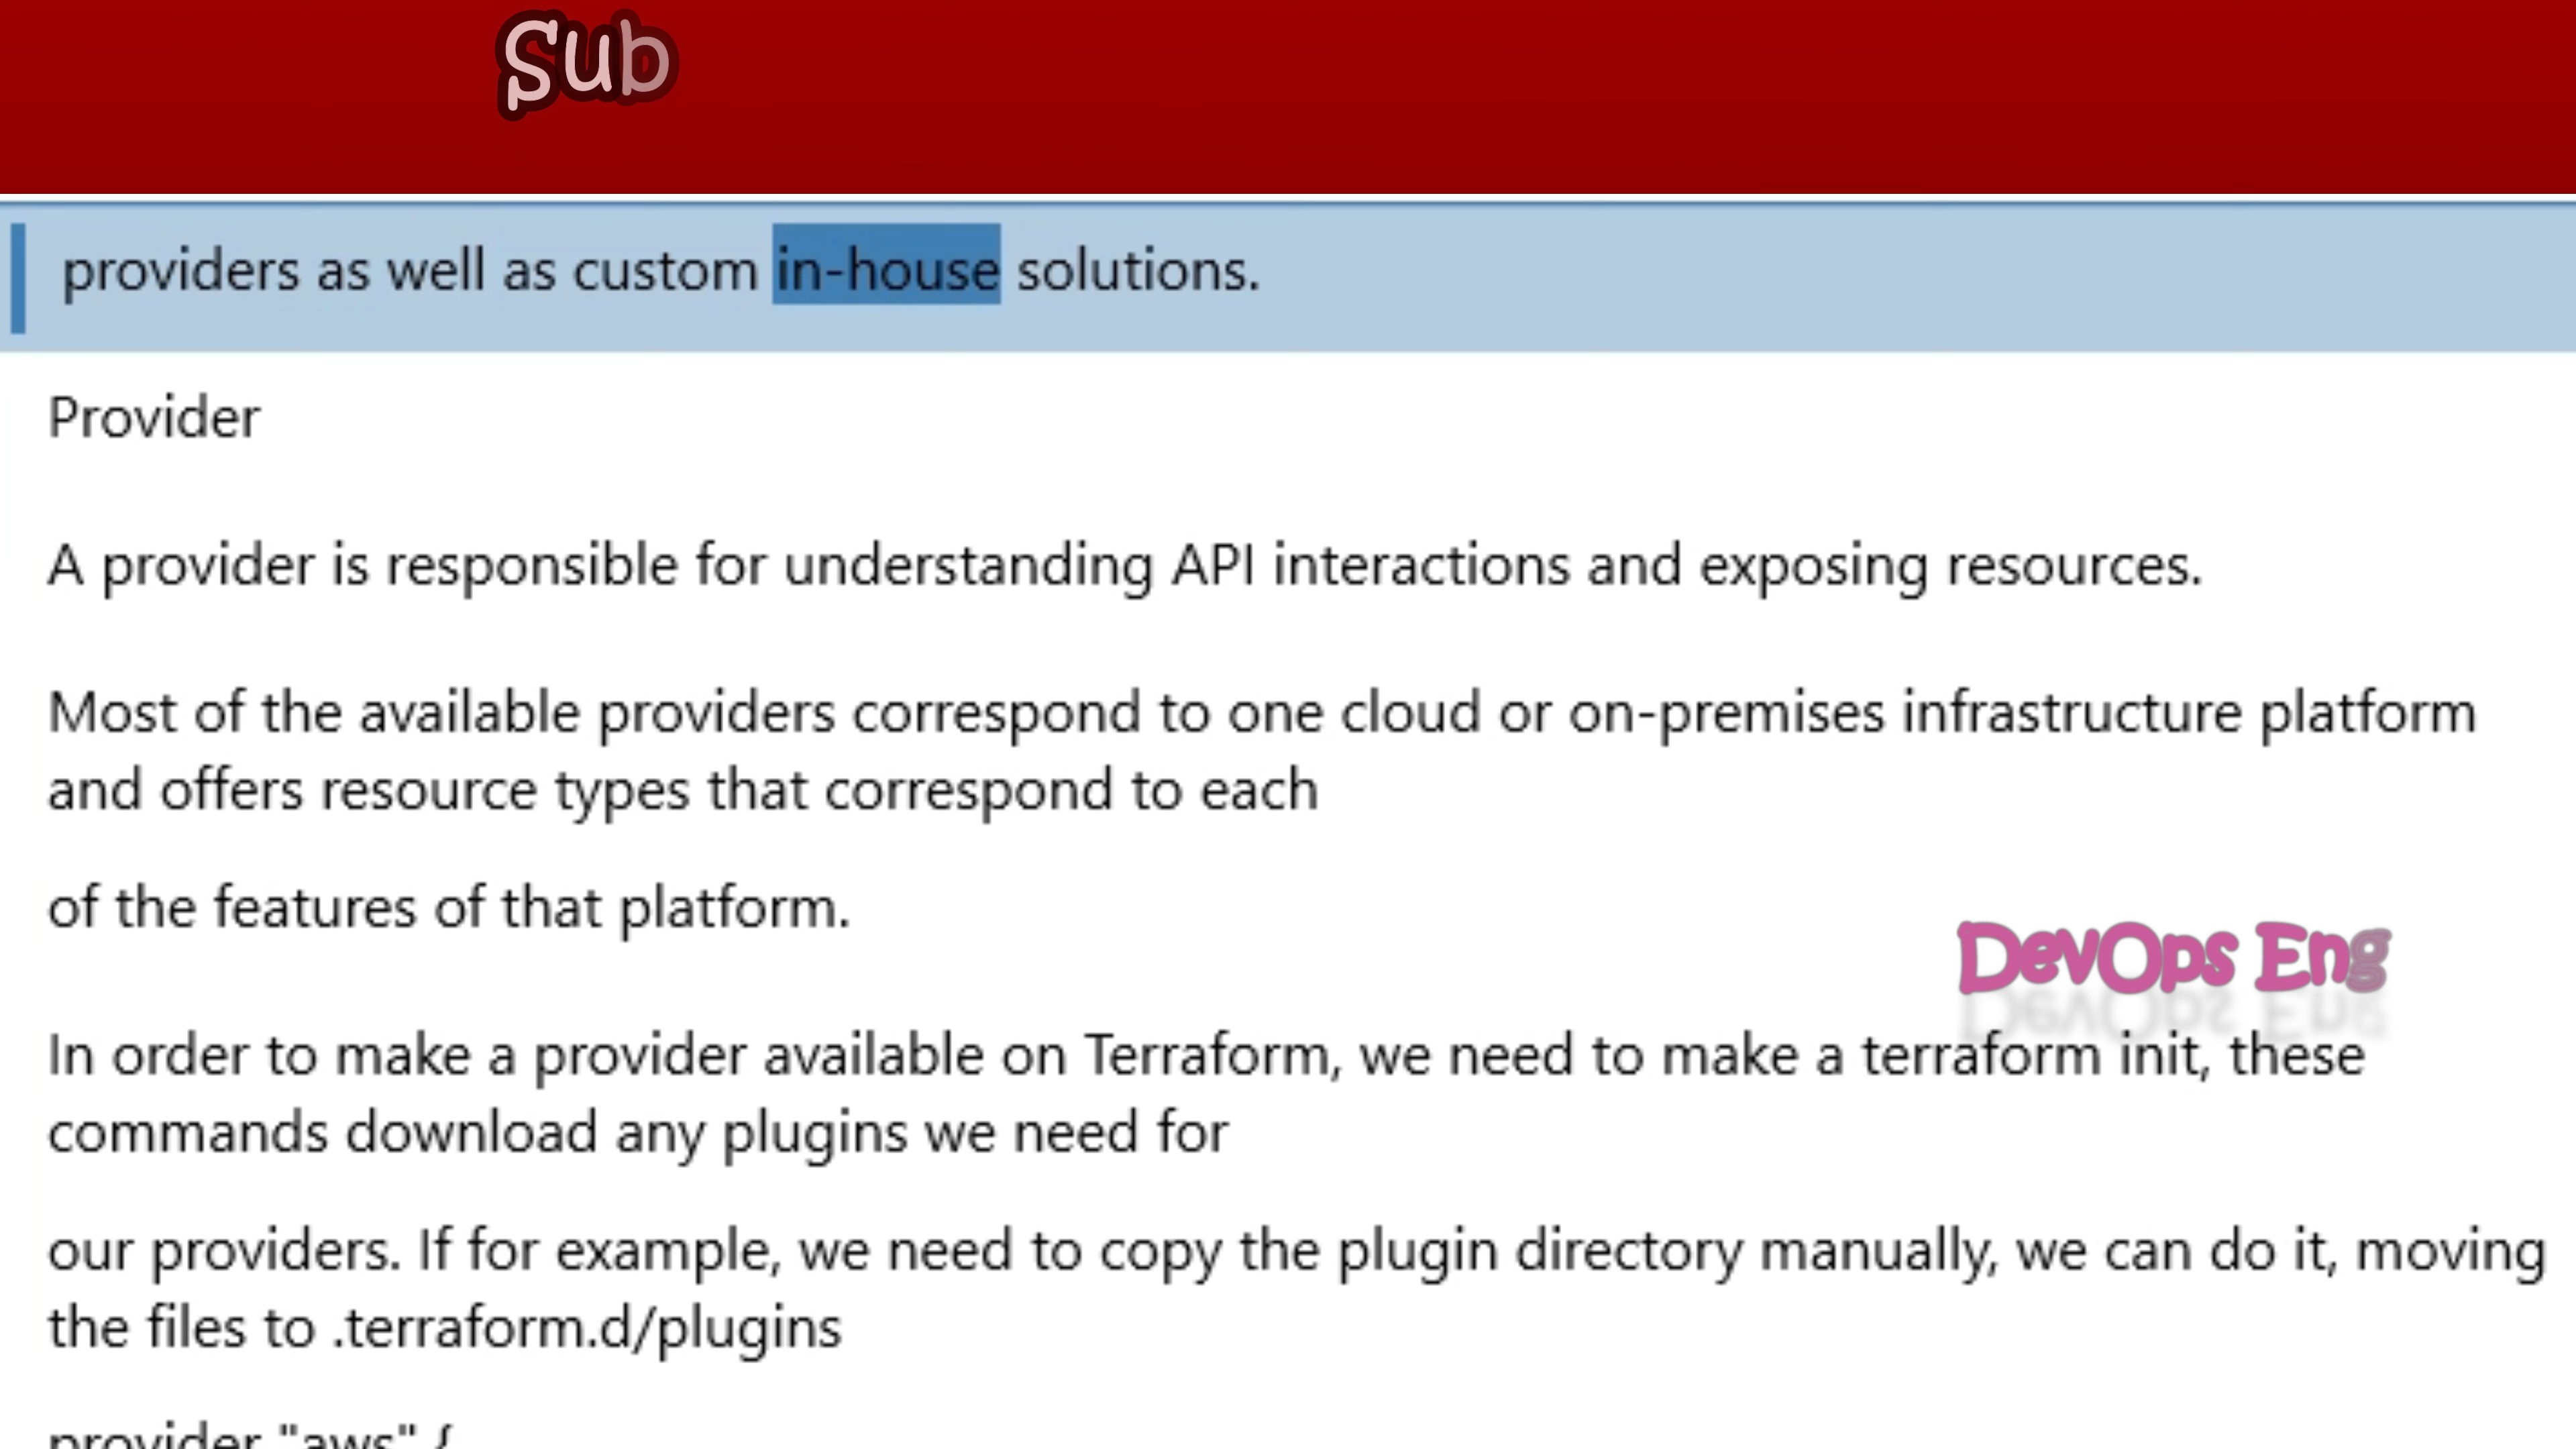 Sub
providers as well as custom in-house solutions.
Provider
A provider is responsible for understanding API interactions and exposing resources.
Most of the available providers correspond to one cloud or on-premises infrastructure platform
and offers resource types that correspond to each
of the features of that platform.
DevOps Eng
In order to make a provider available on Terraform, we need to make a terraform init, these
commands download any plugins we need for
our providers. If for example, we need to copy the plugin directory manually, we can do it, moving
the files to .terraform.d/plugins
provider "aws" {